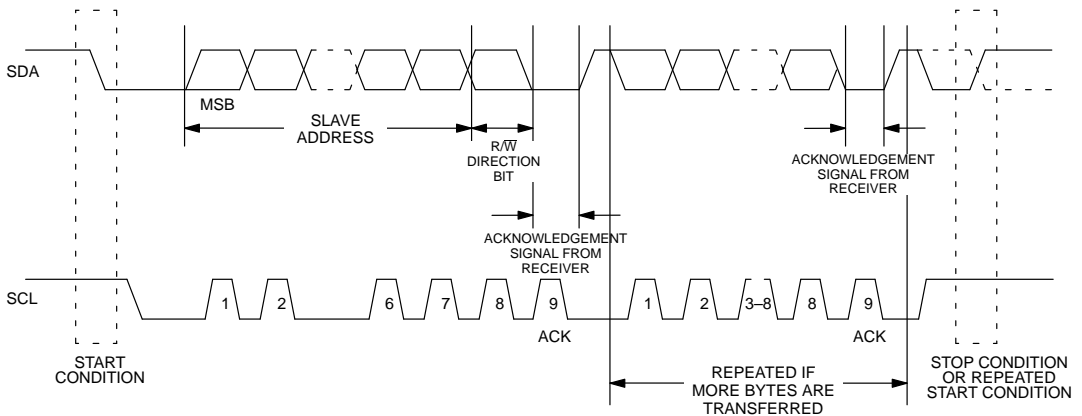 SDA
MSB
SLAVE
ADDRESS
R/W̅
DIRECTION
BIT
ACKNOWLEDGEMENT
SIGNAL FROM
RECEIVER
ACKNOWLEDGEMENT
SIGNAL FROM
RECEIVER
SCL
1 2 6 7 8 9 1 2 3–8 8 9
ACK ACK
START
CONDITION
REPEATED IF
MORE BYTES ARE
TRANSFERRED
STOP CONDITION
OR REPEATED
START CONDITION